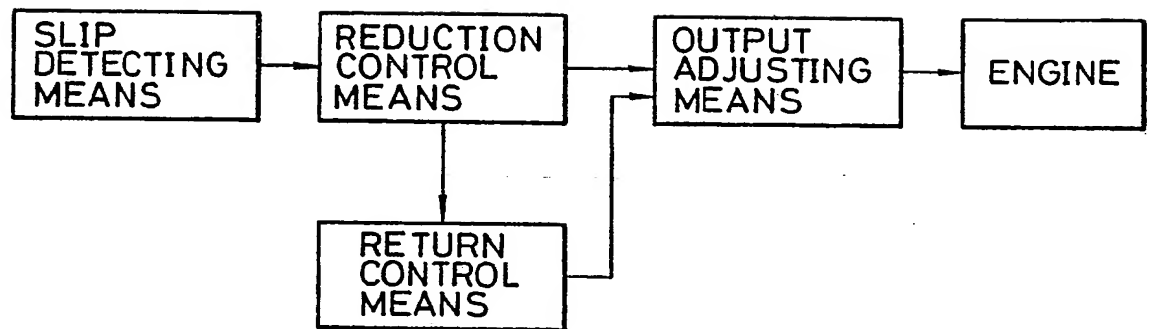 SLIP
DETECTING
MEANS
REDUCTION
CONTROL
MEANS
OUTPUT
ADJUSTING
MEANS
ENGINE
RETURN
CONTROL
MEANS